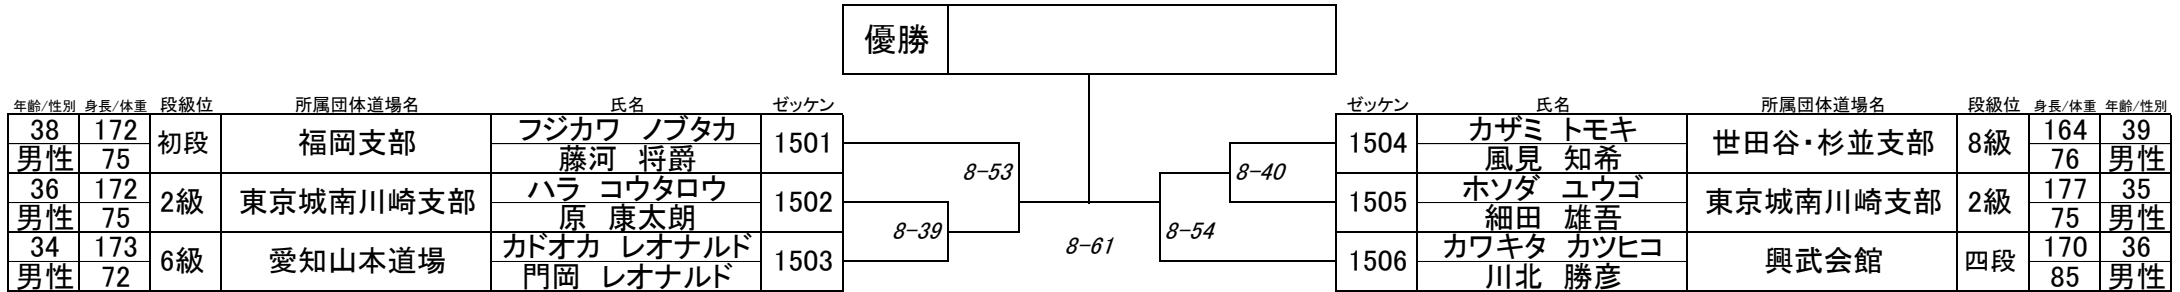 優勝
年齢/性別 身長/体重 段級位 所属団体道場名 氏名 ゼッケン
38 172 初段 福岡支部 フジカワ ノブタカ 1501
男性 75 藤河 将爵
36 172 2級 東京城南川崎支部 ハラ コウタロウ 1502
男性 75 原 康太朗
34 173 6級 愛知山本道場 カドオカ レオナルド 1503
男性 72 門岡 レオナルド
8-53
8-39
8-61
8-40
8-54
ゼッケン 氏名 所属団体道場名 段級位 身長/体重 年齢/性別
1504 カザミ トモキ 世田谷・杉並支部 8級 164 39
風見 知希 76 男性
1505 ホソダ ユウゴ 東京城南川崎支部 2級 177 35
細田 雄吾 75 男性
1506 カワキタ カツヒコ 興武会館 四段 170 36
川北 勝彦 85 男性